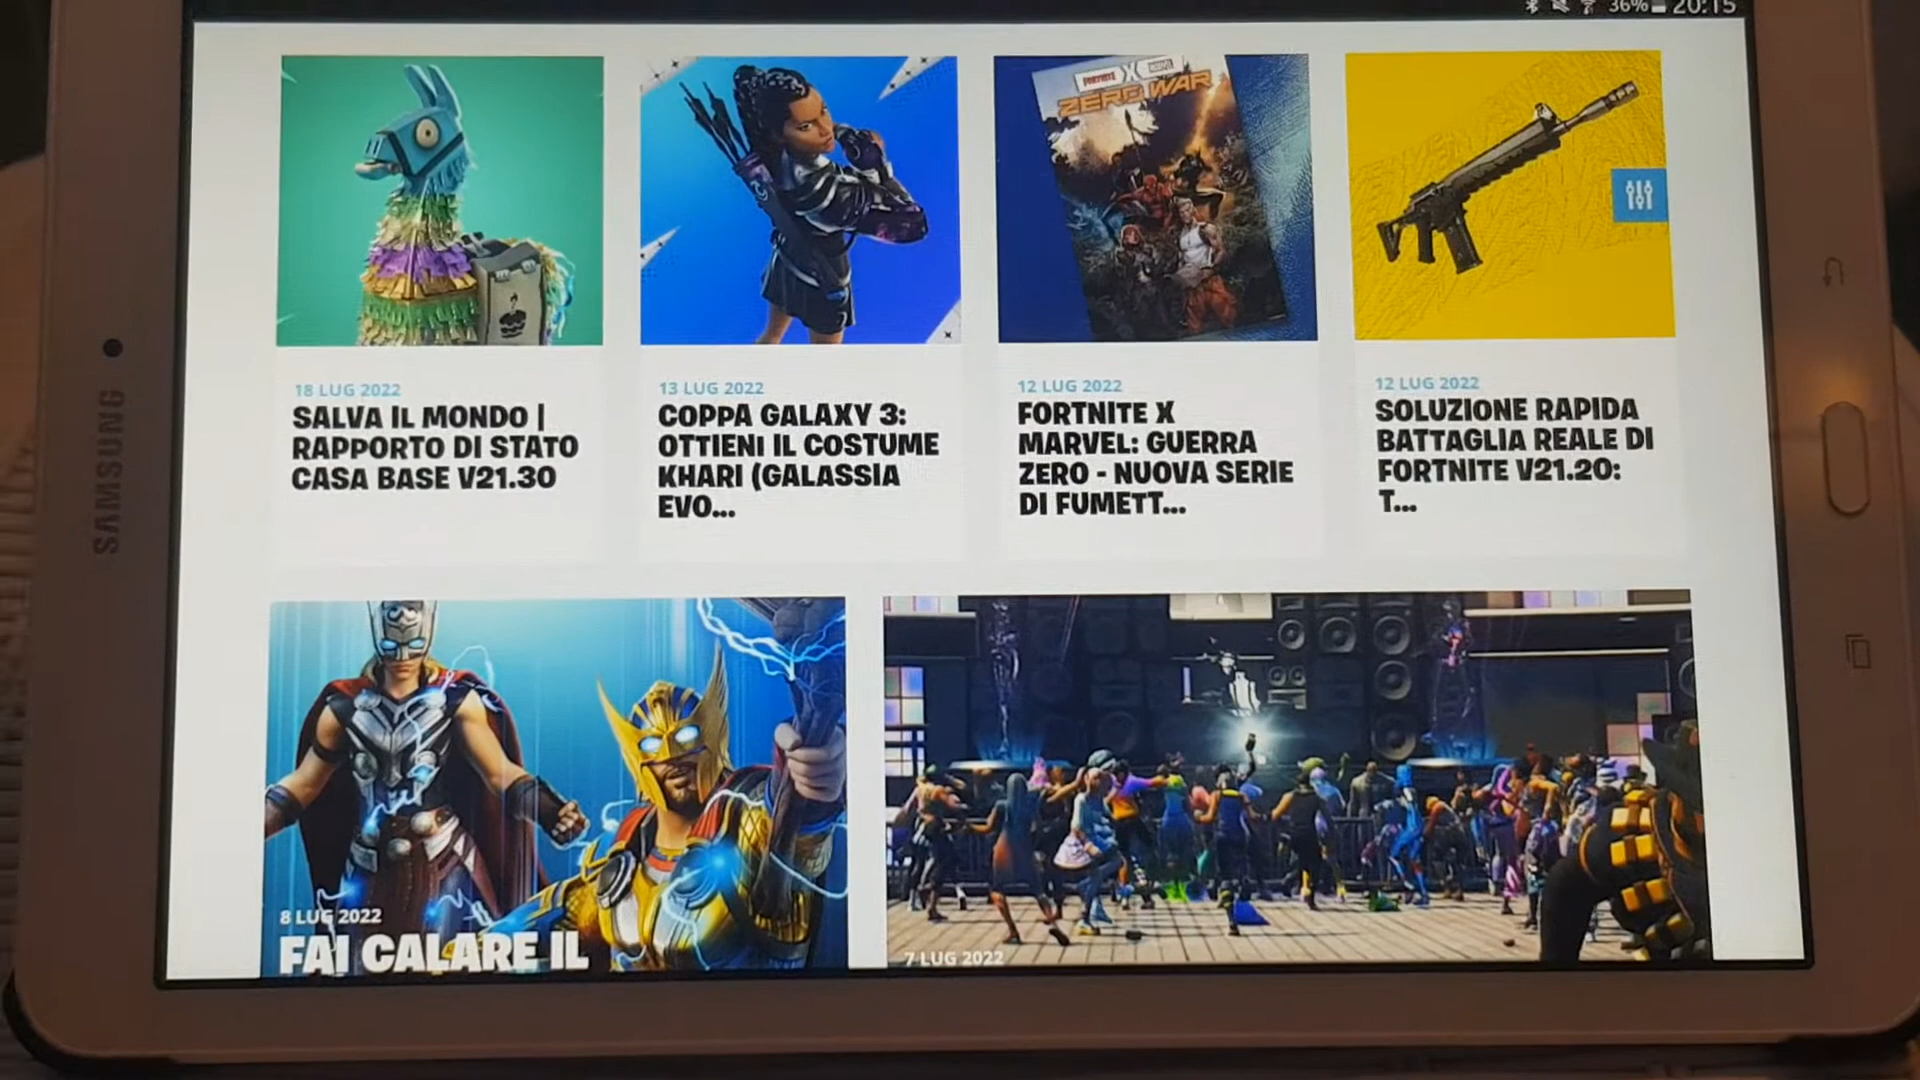 36% 20:15
SAMSUNG
FORTNITE X MARVEL
ZERO WAR
18 LUG 2022
SALVA IL MONDO |
RAPPORTO DI STATO
CASA BASE V21.30
13 LUG 2022
COPPA GALAXY 3:
OTTIENI IL COSTUME
KHARI (GALASSIA
EVO...
12 LUG 2022
FORTNITE X
MARVEL: GUERRA
ZERO - NUOVA SERIE
DI FUMETT...
12 LUG 2022
SOLUZIONE RAPIDA
BATTAGLIA REALE DI
FORTNITE V21.20:
T...
8 LUG 2022
FAI CALARE IL
7 LUG 2022